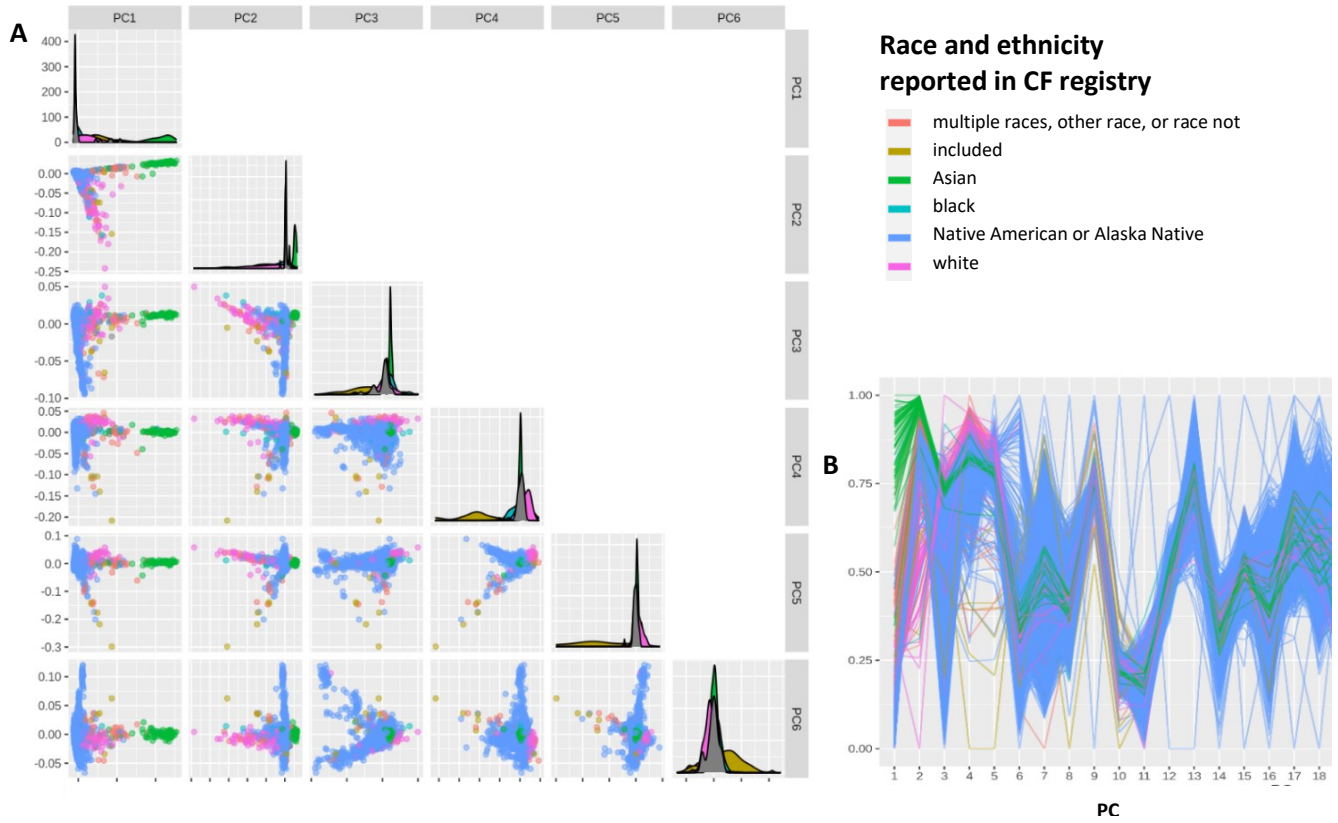 A
PC1 PC2 PC3 PC4 PC5 PC6
400
300
200
100
0
PC1
0.00
-0.05
-0.10
-0.15
-0.20
-0.25
PC2
0.05
0.00
-0.05
-0.10
PC3
0.05
0.00
-0.05
-0.10
-0.15
-0.20
PC4
0.1
0.0
-0.1
-0.2
-0.3
PC5
0.10
0.05
0.00
-0.05
PC6
Race and ethnicity
reported in CF registry
multiple races, other race, or race not
included
Asian
black
Native American or Alaska Native
white
B
1.00
0.75
0.50
0.25
0.00
1 2 3 4 5 6 7 8 9 10 11 12 13 14 15 16 17 18
PC